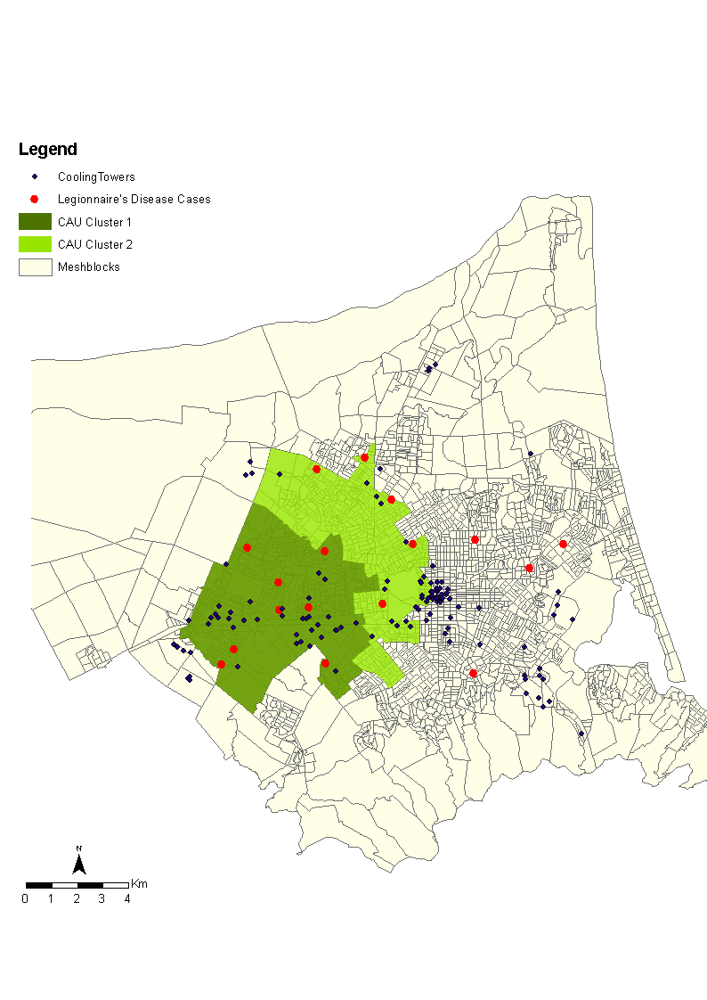 Legend
CoolingTowers
Legionnaire's Disease Cases
CAU Cluster 1
CAU Cluster 2
Meshblocks
N
Km
0 1 2 3 4